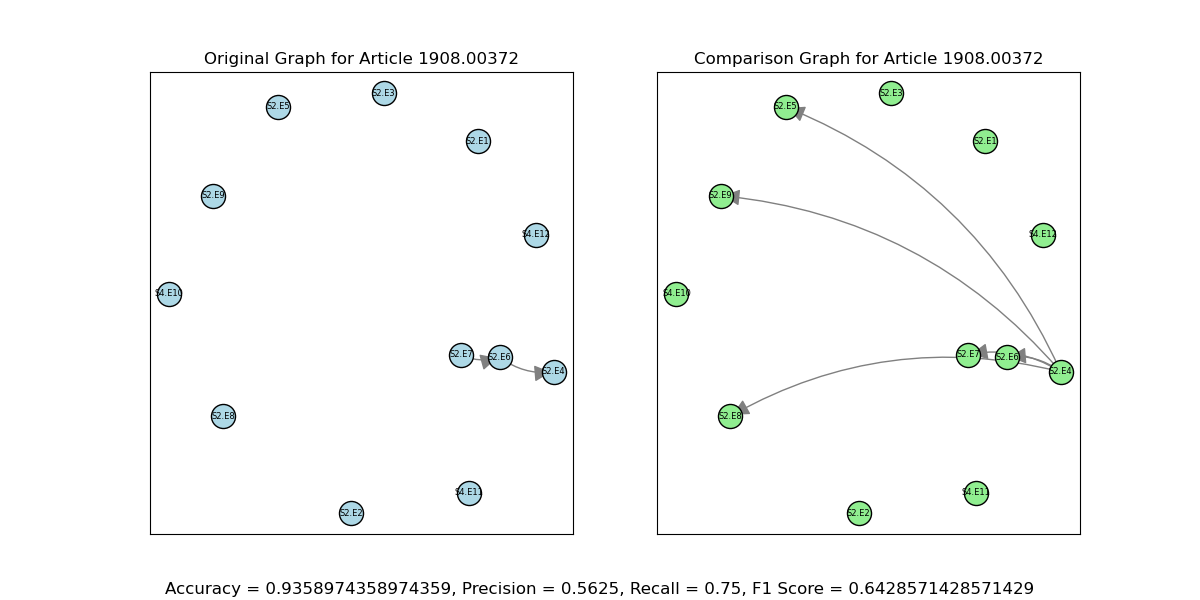 Original Graph for Article 1908.00372
S2.E3
S2.E5
S2.E1
S2.E9
S4.E12
S4.E10
S2.E7
S2.E6
S2.E4
S2.E8
S4.E11
S2.E2
Comparison Graph for Article 1908.00372
S2.E3
S2.E5
S2.E1
S2.E9
S4.E12
S4.E10
S2.E7
S2.E6
S2.E4
S2.E8
S4.E11
S2.E2
Accuracy = 0.9358974358974359, Precision = 0.5625, Recall = 0.75, F1 Score = 0.6428571428571429